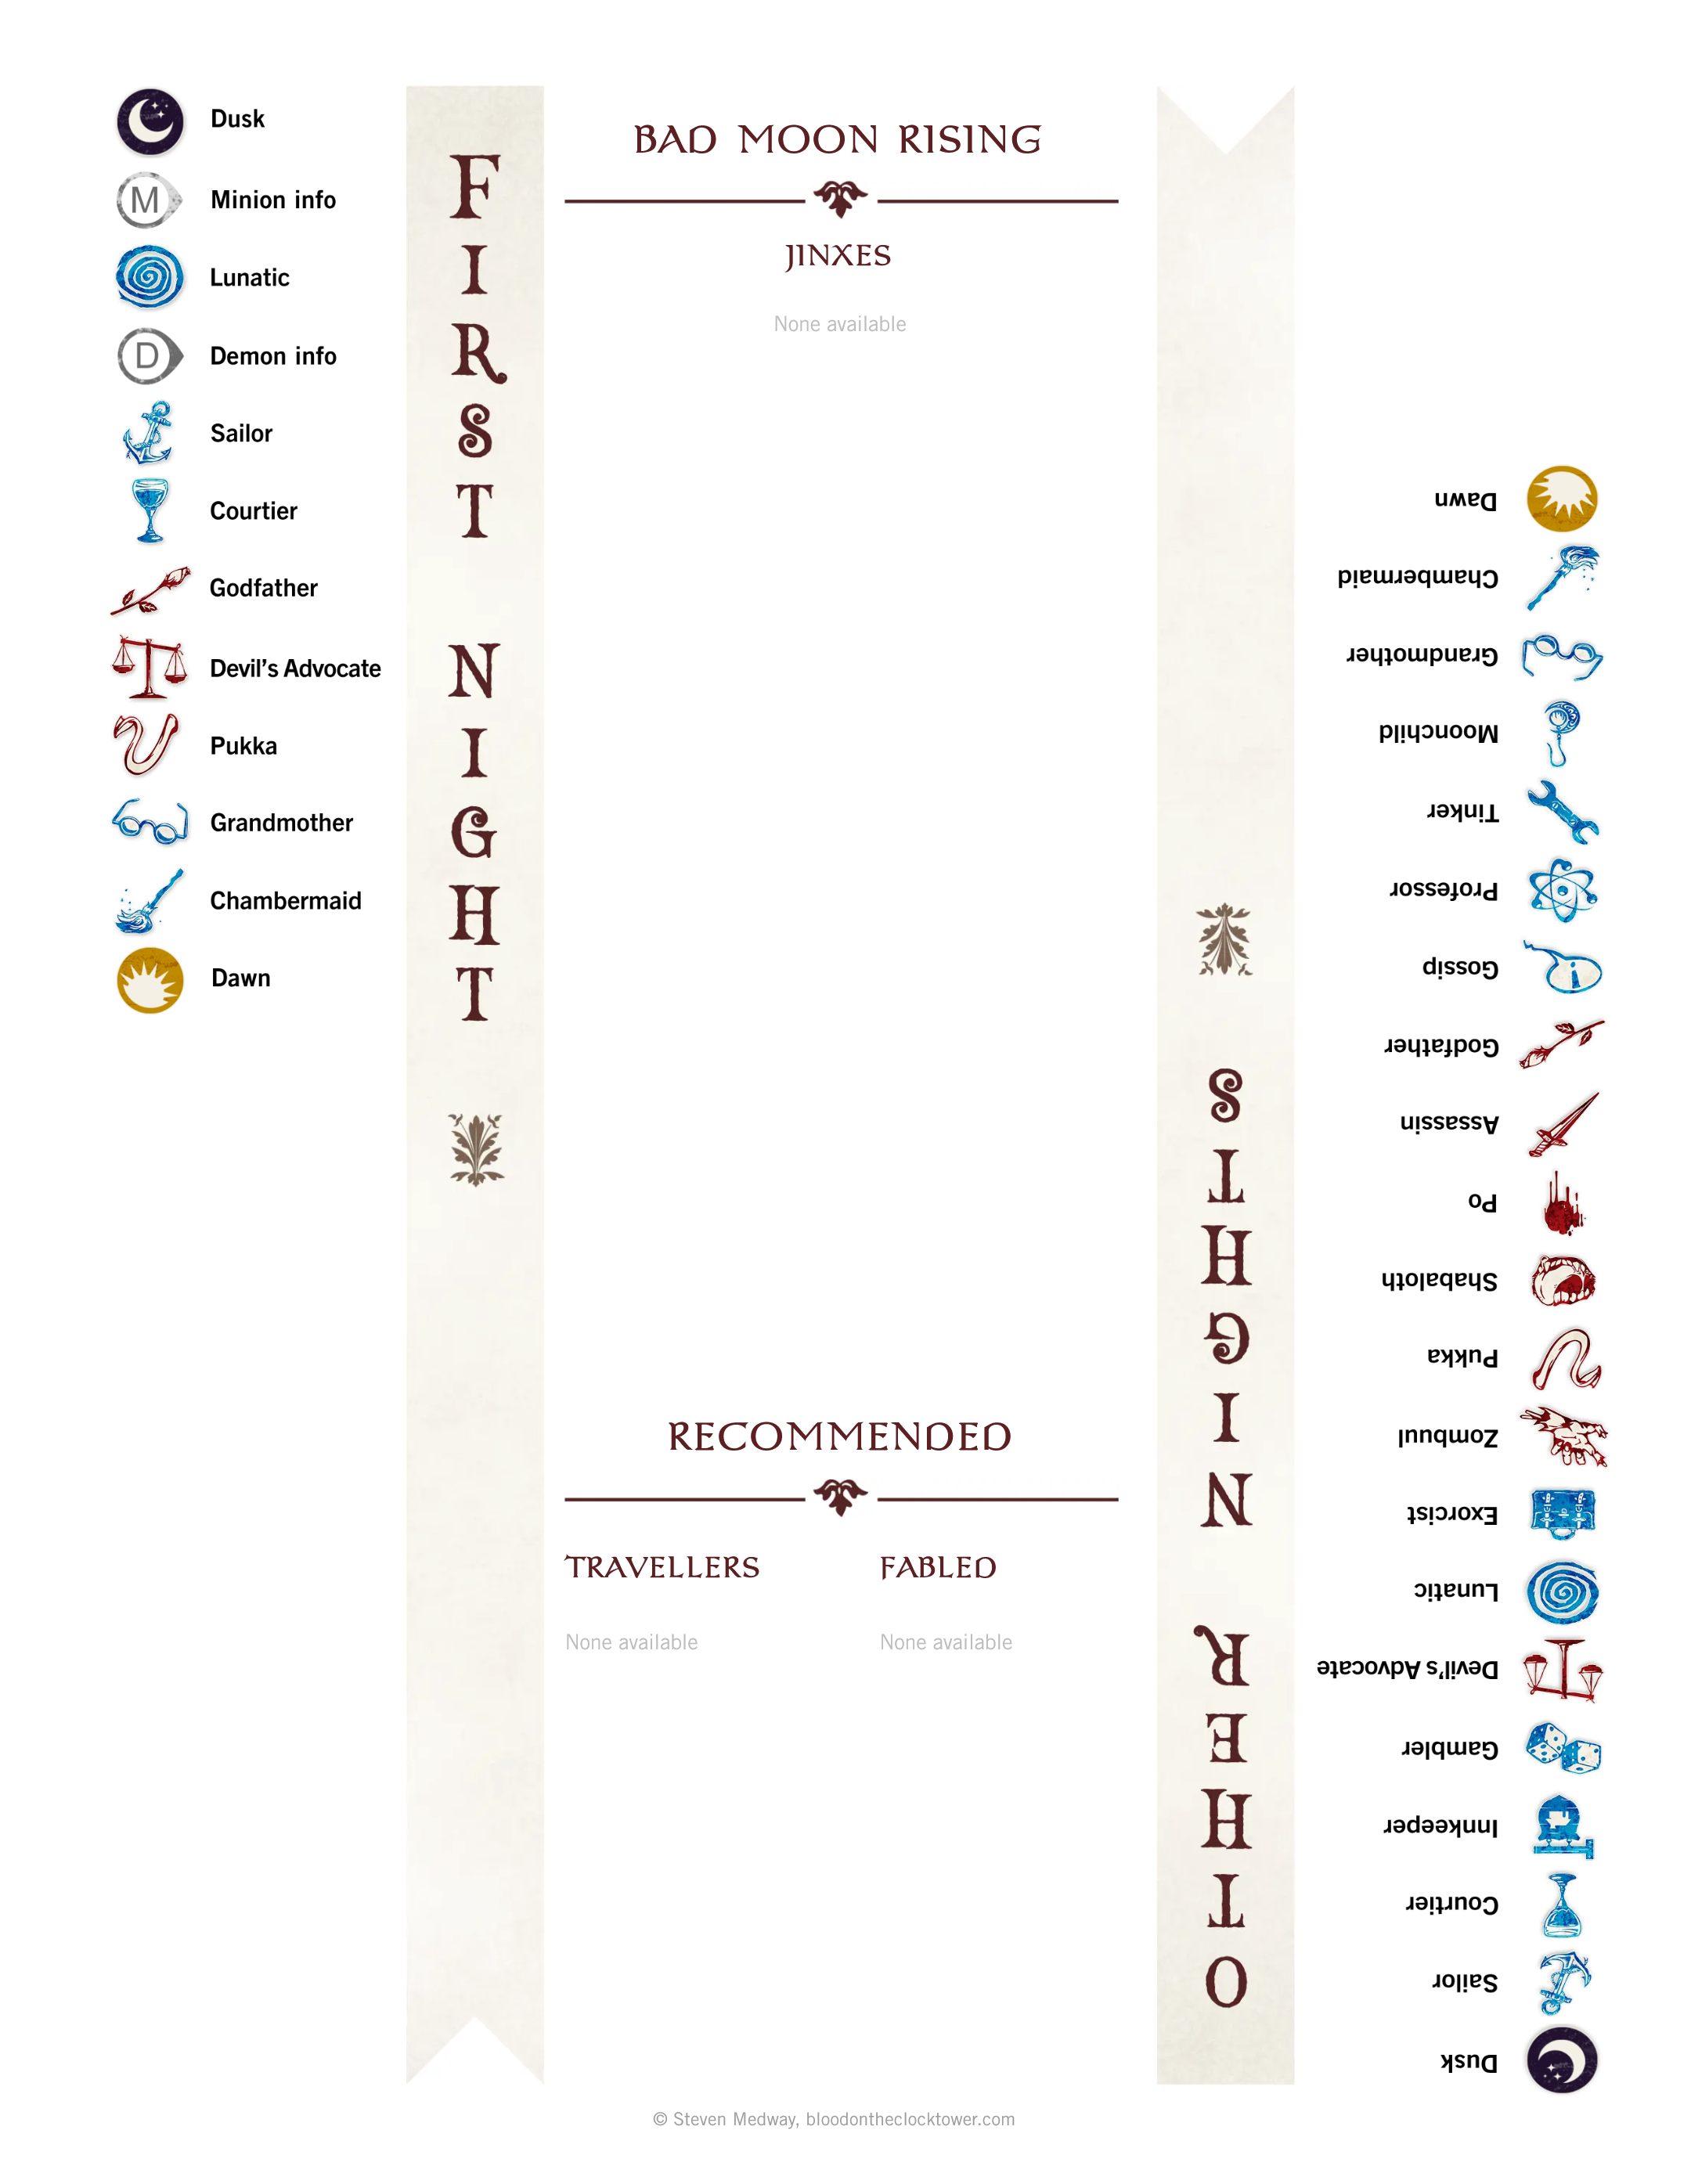 Dusk
Minion info
Lunatic
Demon info
Sailor
Courtier
Godfather
Devil's Advocate
Pukka
Grandmother
Chambermaid
Dawn
FIRST NIGHT
BAD MOON RISING
JINXES
None available
RECOMMENDED
TRAVELLERS
None available
FABLED
None available
OTHER NIGHTS
Dusk
Sailor
Courtier
Innkeeper
Gambler
Devil's Advocate
Lunatic
Exorcist
Zombuul
Pukka
Shabaloth
Po
Assassin
Godfather
Gossip
Professor
Tinker
Moonchild
Grandmother
Chambermaid
Dawn
© Steven Medway, bloodontheclocktower.com
M
D